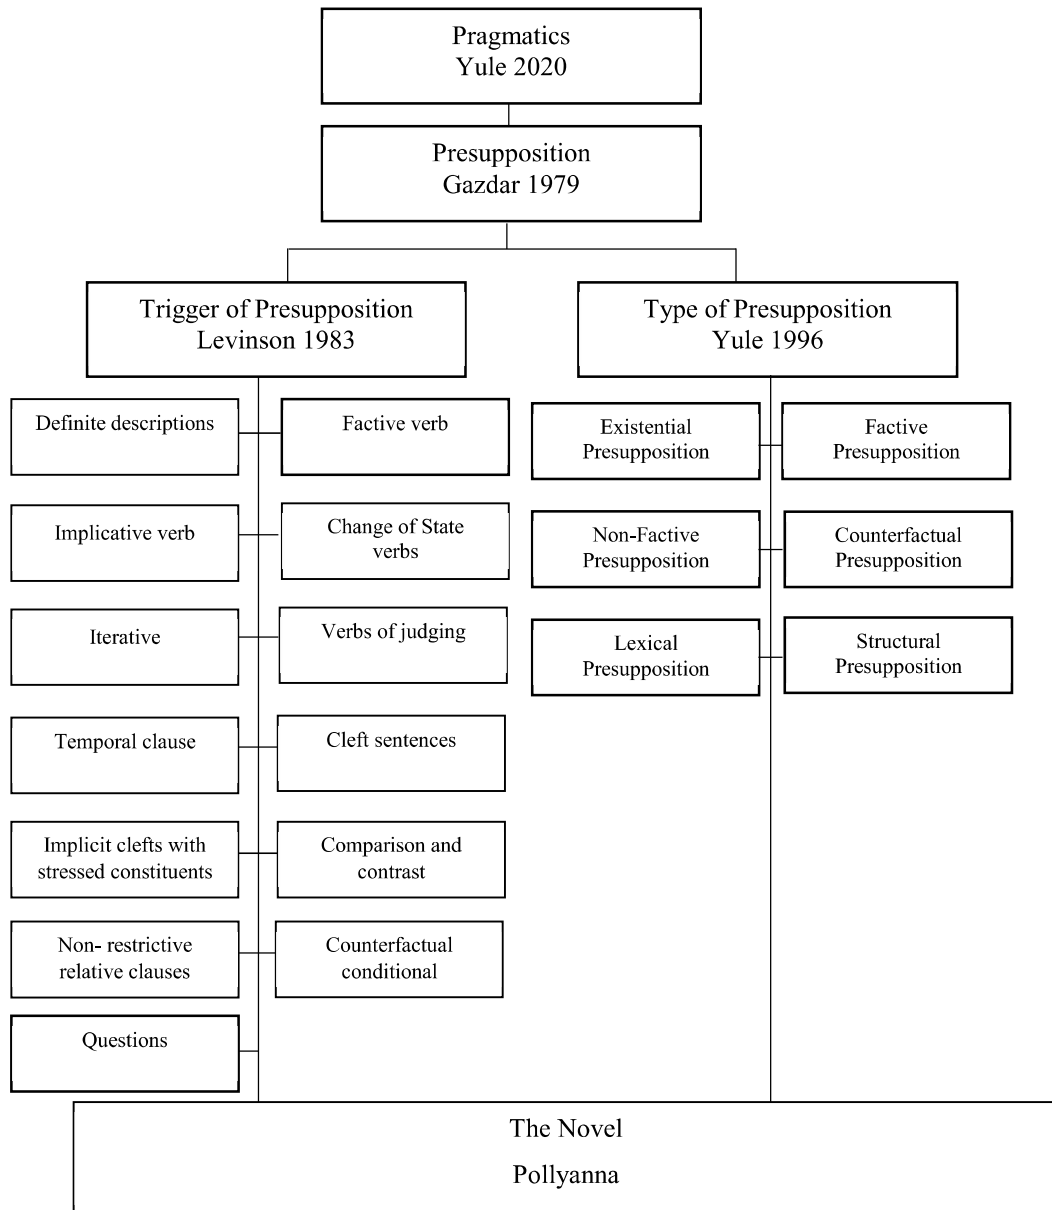 Pragmatics
Yule 2020
Presupposition
Gazdar 1979
Trigger of Presupposition
Levinson 1983
Type of Presupposition
Yule 1996
Definite descriptions
Factive verb
Existential
Presupposition
Factive
Presupposition
Implicative verb
Change of State
verbs
Non-Factive
Presupposition
Counterfactual
Presupposition
Iterative
Verbs of judging
Lexical
Presupposition
Structural
Presupposition
Temporal clause
Cleft sentences
Implicit clefts with
stressed constituents
Comparison and
contrast
Non- restrictive
relative clauses
Counterfactual
conditional
Questions
The Novel
Pollyanna